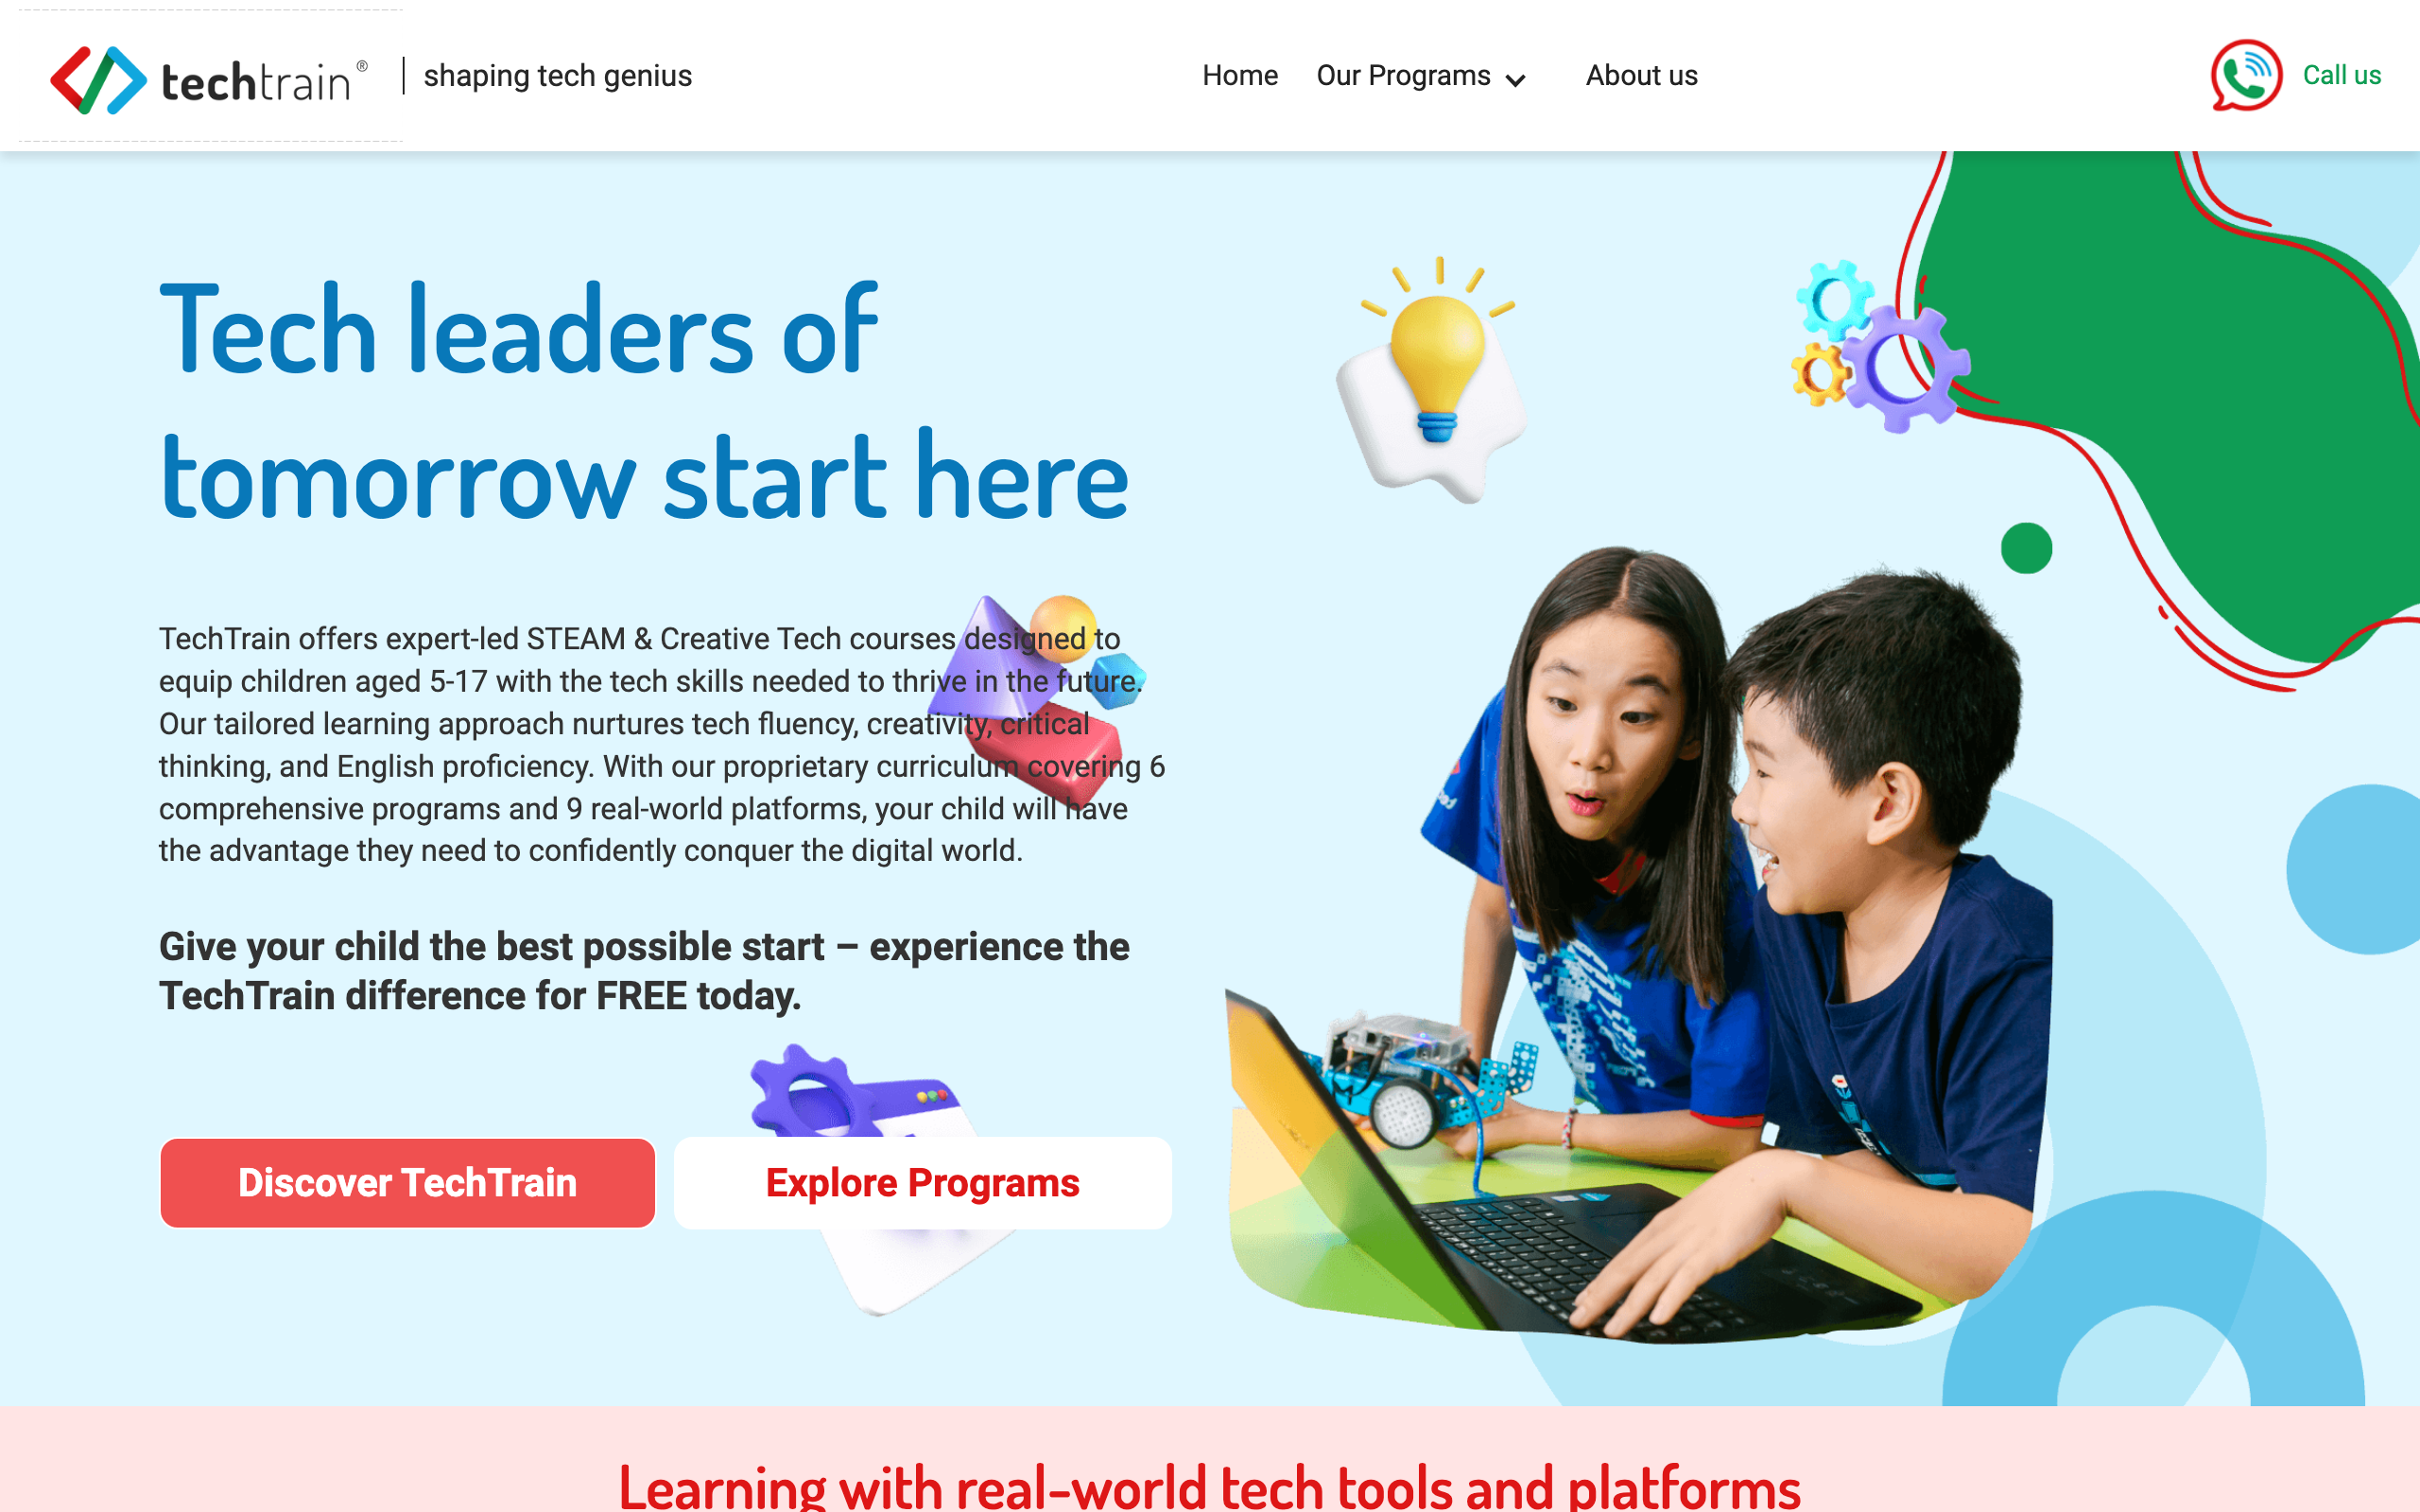 techtrain® | shaping tech genius
Home
Our Programs
About us
Call us
Tech leaders of
tomorrow start here
TechTrain offers expert-led STEAM & Creative Tech courses designed to
equip children aged 5-17 with the tech skills needed to thrive in the future.
Our tailored learning approach nurtures tech fluency, creativity, critical
thinking, and English proficiency. With our proprietary curriculum covering 6
comprehensive programs and 9 real-world platforms, your child will have
the advantage they need to confidently conquer the digital world.
Give your child the best possible start – experience the
TechTrain difference for FREE today.
Discover TechTrain
Explore Programs
Learning with real-world tech tools and platforms